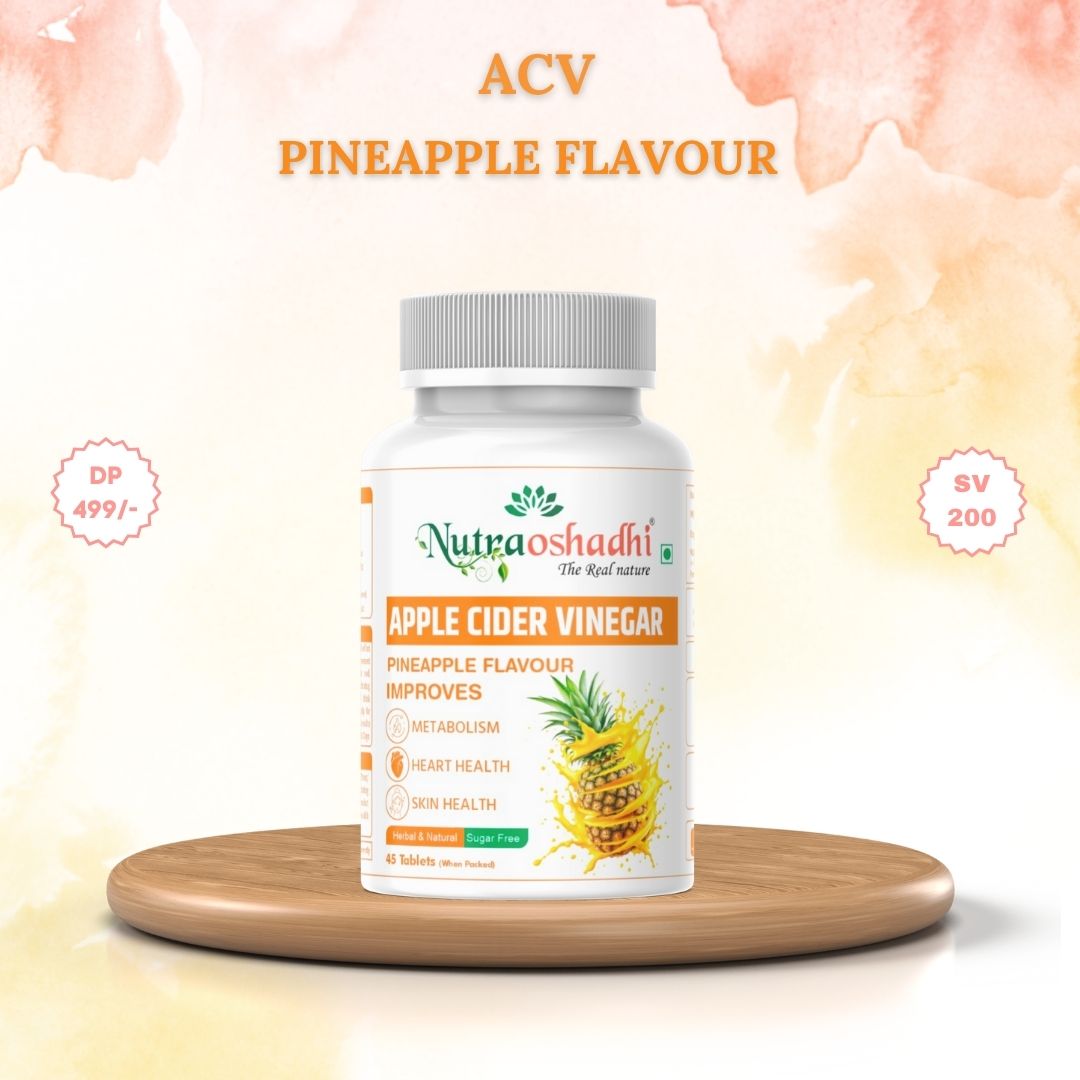 ACV
PINEAPPLE FLAVOUR
DP
499/-
SV
200
Nutraoshadhi®
The Real nature
APPLE CIDER VINEGAR
PINEAPPLE FLAVOUR
IMPROVES
METABOLISM
HEART HEALTH
SKIN HEALTH
Herbal & Natural Sugar Free
45 Tablets (When Packed)